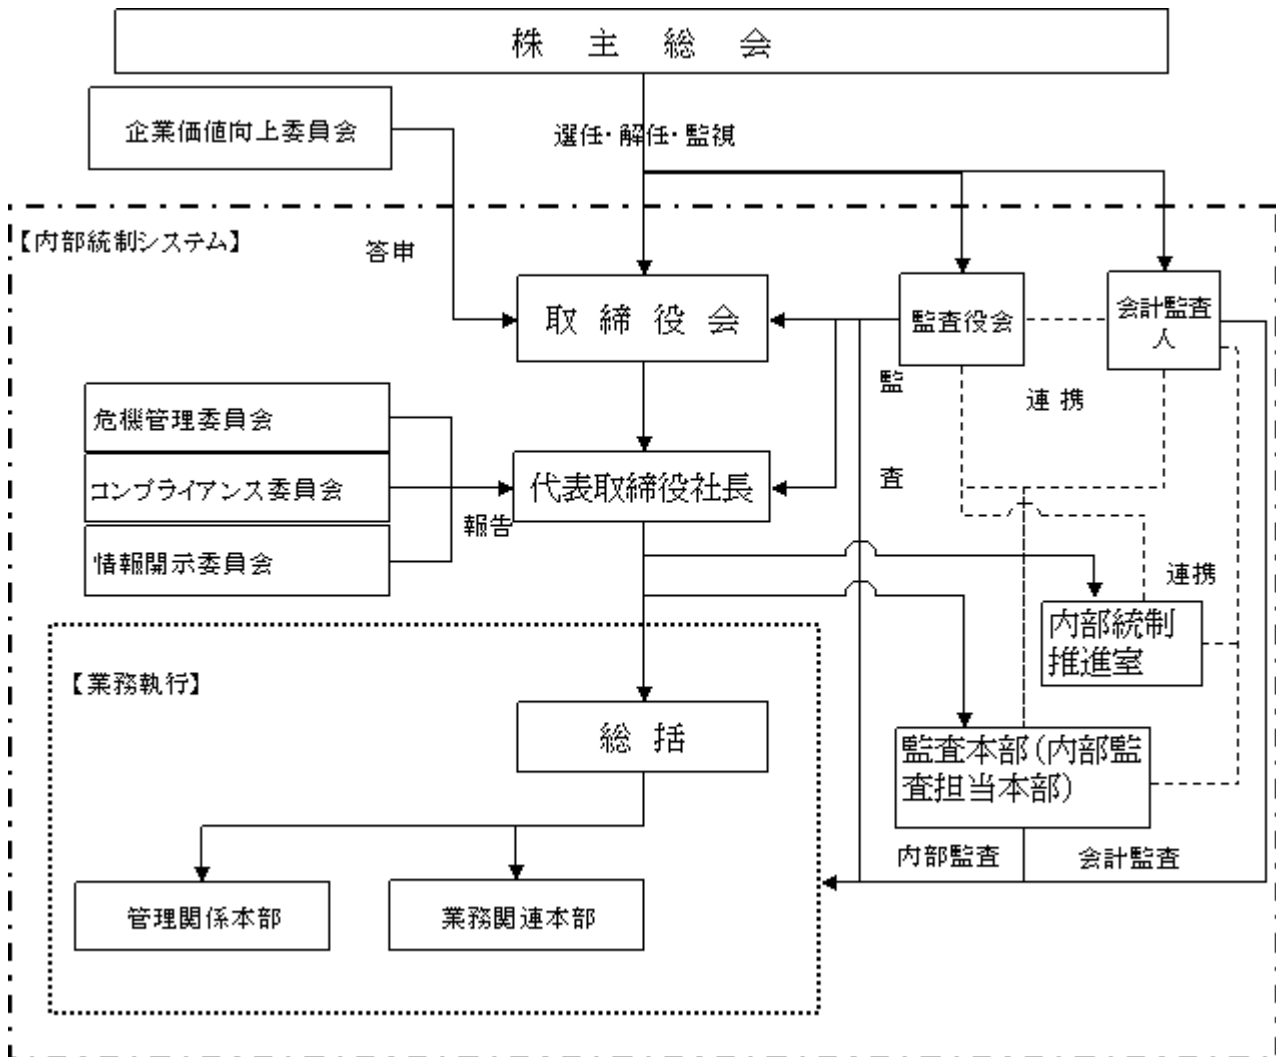 株主総会
企業価値向上委員会
選任・解任・監視
【内部統制システム】
答申
取締役会
監査役会
会計監査
人
監
査
連携
危機管理委員会
コンプライアンス委員会
情報開示委員会
代表取締役社長
報告
連携
内部統制
推進室
【業務執行】
総括
監査本部(内部監
査担当本部)
内部監査
会計監査
管理関係本部
業務関連本部